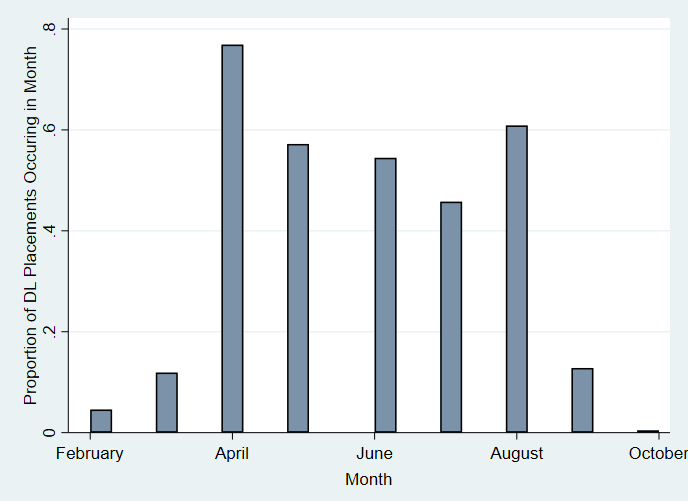 Proportion of DL Placements Occuring in Month
.8
.6
.4
.2
0
February April June August October
Month